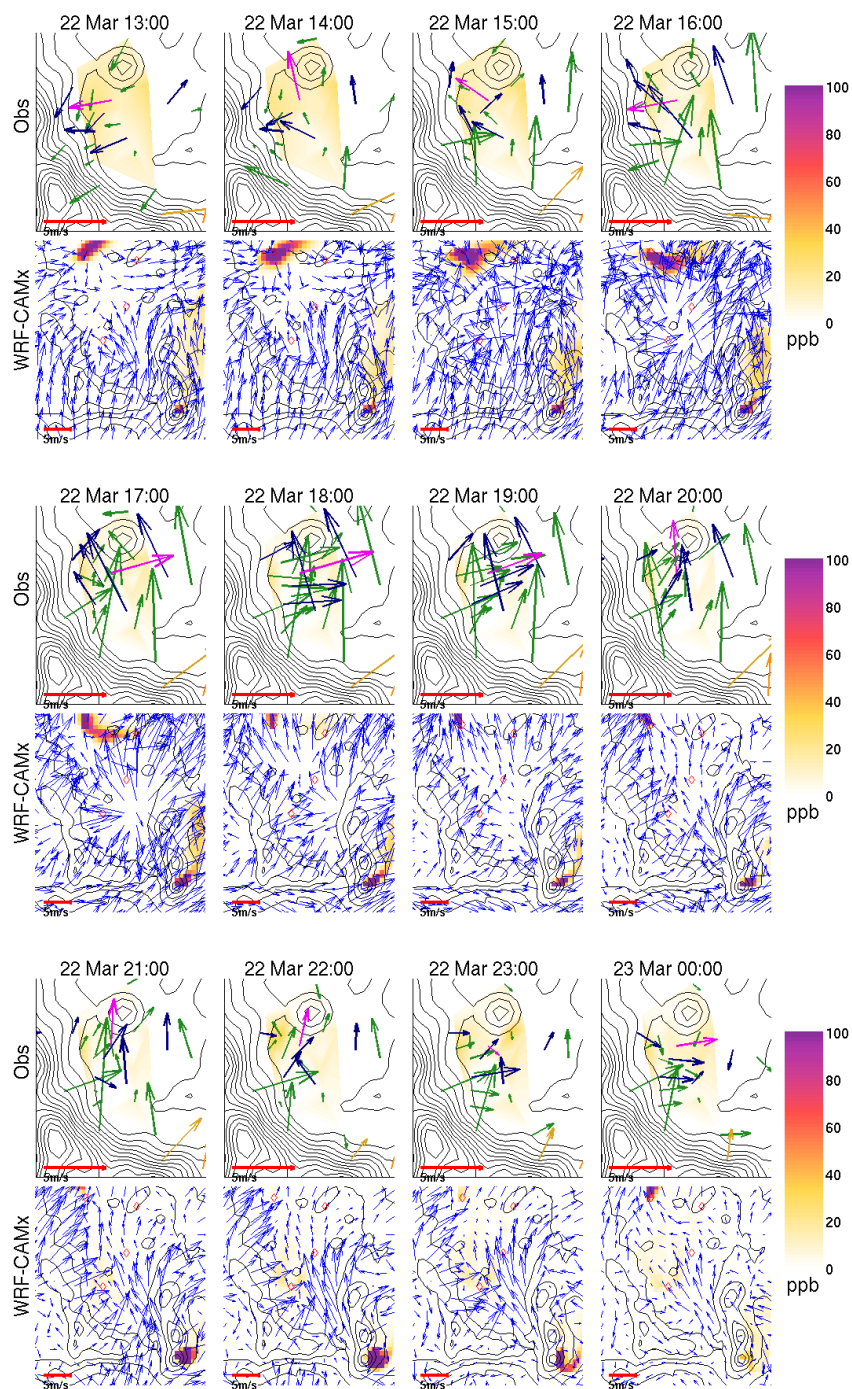 22 Mar 13:00 22 Mar 14:00 22 Mar 15:00 22 Mar 16:00
Obs
5m/s 5m/s 5m/s 5m/s
WRF-CAMx
5m/s 5m/s 5m/s 5m/s
100
80
60
40
20
0
ppb
22 Mar 17:00 22 Mar 18:00 22 Mar 19:00 22 Mar 20:00
Obs
5m/s 5m/s 5m/s 5m/s
WRF-CAMx
5m/s 5m/s 5m/s 5m/s
100
80
60
40
20
0
ppb
22 Mar 21:00 22 Mar 22:00 22 Mar 23:00 23 Mar 00:00
Obs
5m/s 5m/s 5m/s 5m/s
WRF-CAMx
5m/s 5m/s 5m/s 5m/s
100
80
60
40
20
0
ppb